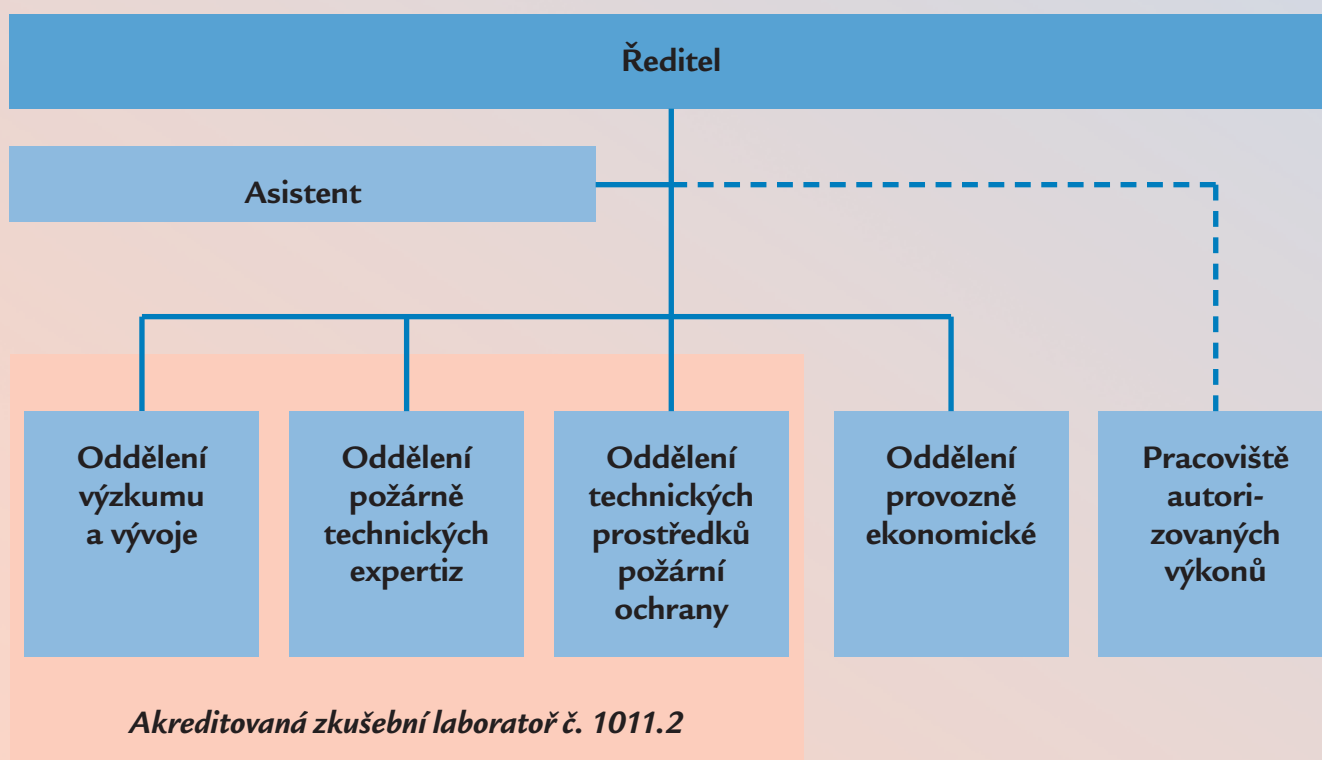 Ředitel
Asistent
Oddělení
výzkumu
a vývoje
Oddělení
požárně
technických
expertiz
Oddělení
technických
prostředků
požární
ochrany
Oddělení
provozně
ekonomické
Pracoviště
autori-
zovaných
výkonů
Akreditovaná zkušební laboratoř č. 1011.2